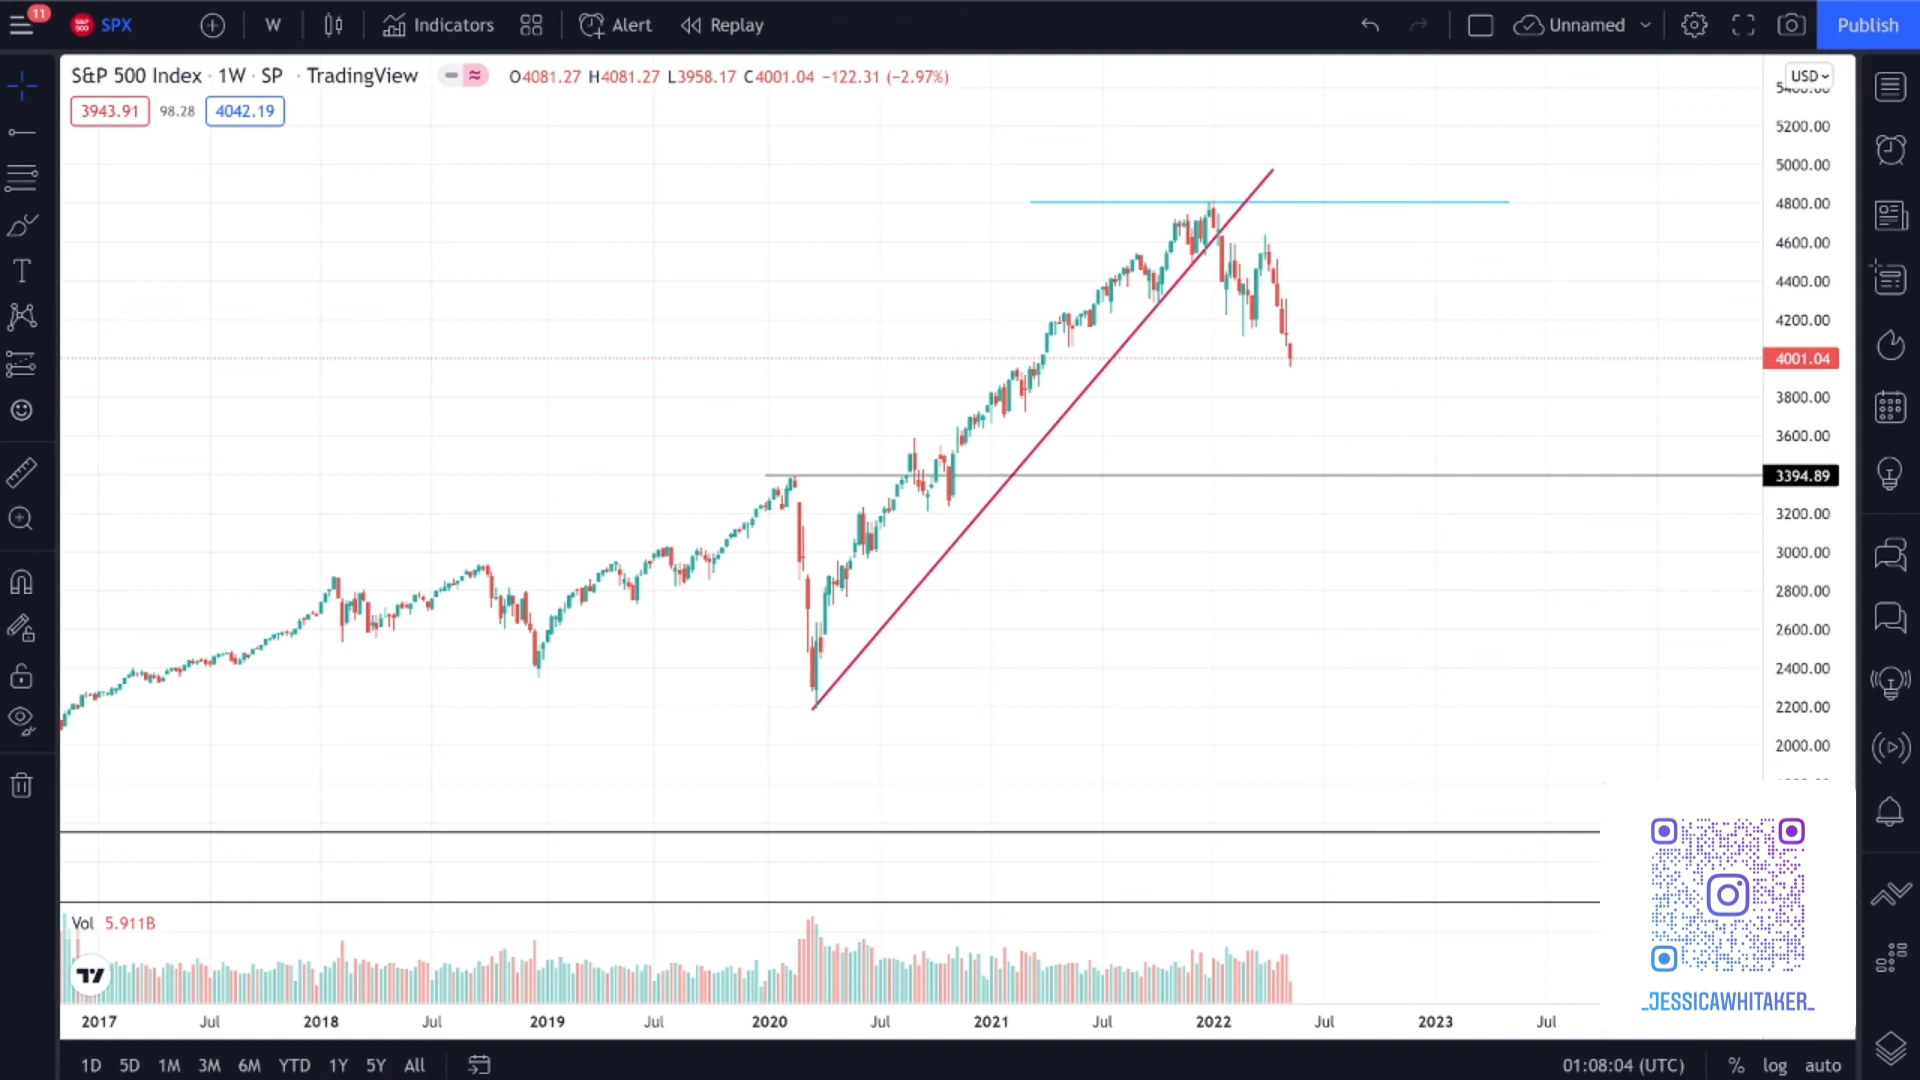 11
SPX
W
Indicators
Alert
Replay
Unnamed
Publish
S&P 500 Index · 1W · SP · TradingView
O4081.27 H4081.27 L3958.17 C4001.04 −122.31 (−2.97%)
3943.91 98.28 4042.19
USD
5200.00
5000.00
4800.00
4600.00
4400.00
4200.00
4001.04
3800.00
3600.00
3394.89
3200.00
3000.00
2800.00
2600.00
2400.00
2200.00
2000.00
Vol 5.911B
2017 Jul 2018 Jul 2019 Jul 2020 Jul 2021 Jul 2022 Jul 2023 Jul
_JESSICAWHITAKER_
1D 5D 1M 3M 6M YTD 1Y 5Y All
01:08:04 (UTC) % log auto